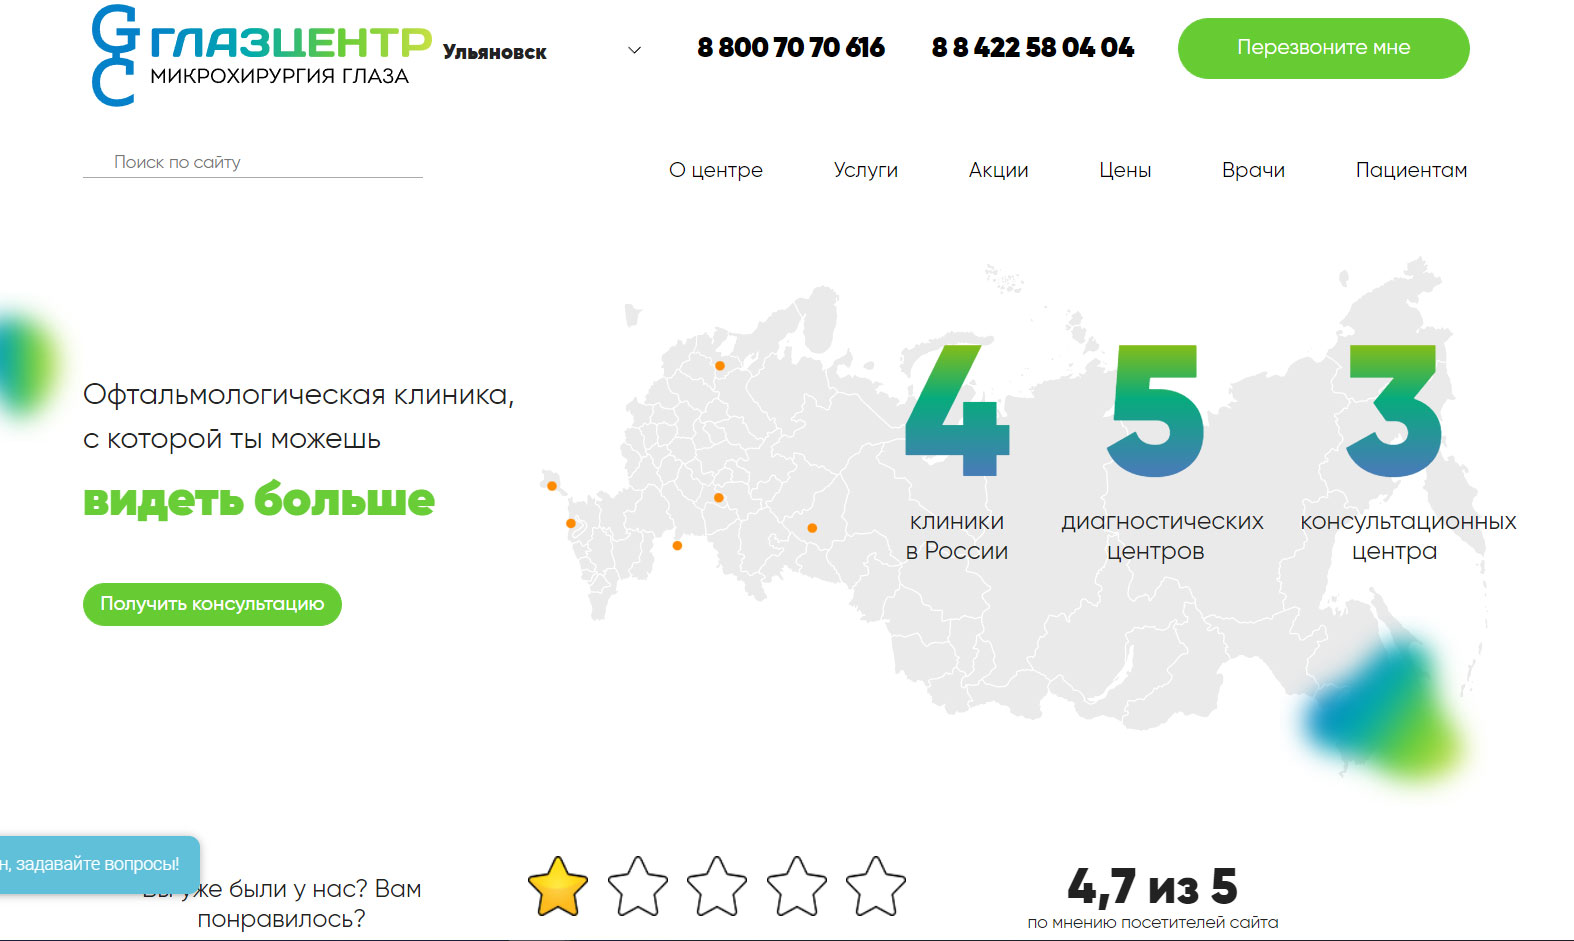 ГЛАЗЦЕНТР
МИКРОХИРУРГИЯ ГЛАЗА
Ульяновск
8 800 70 70 616
8 8 422 58 04 04
Перезвоните мне
Поиск по сайту
О центре
Услуги
Акции
Цены
Врачи
Пациентам
Офтальмологическая клиника,
с которой ты можешь
видеть больше
Получить консультацию
4
клиники
в России
5
диагностических
центров
3
консультационных
центра
н, задавайте вопросы!
Вы уже были у нас? Вам
понравилось?
4,7 из 5
по мнению посетителей сайта